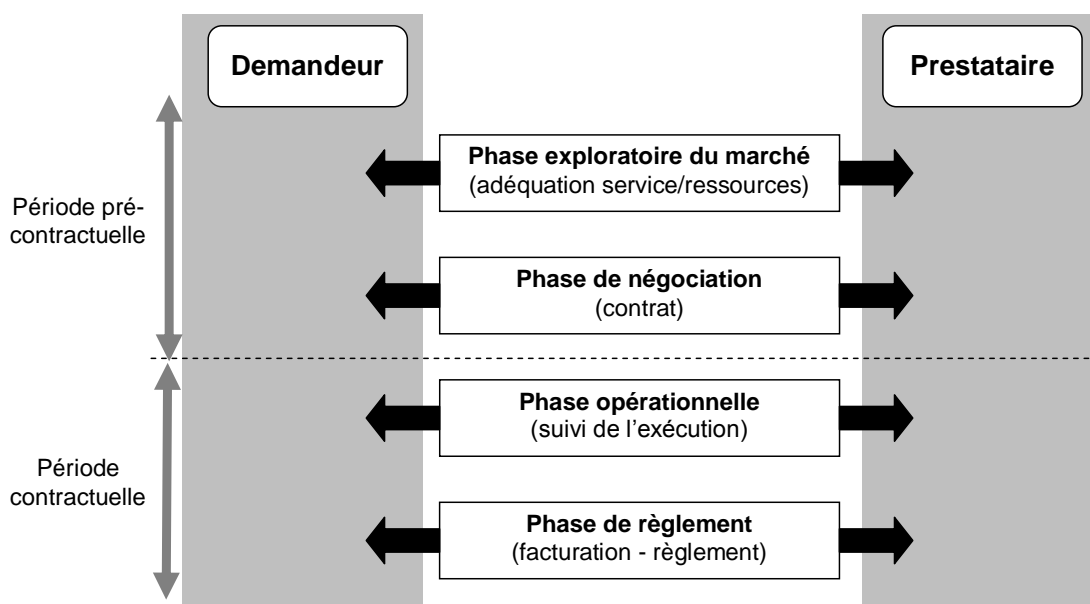 Demandeur
Prestataire
Phase exploratoire du marché
(adéquation service/ressources)
Période pré-
contractuelle
Phase de négociation
(contrat)
Phase opérationnelle
(suivi de l'exécution)
Période
contractuelle
Phase de règlement
(facturation - règlement)